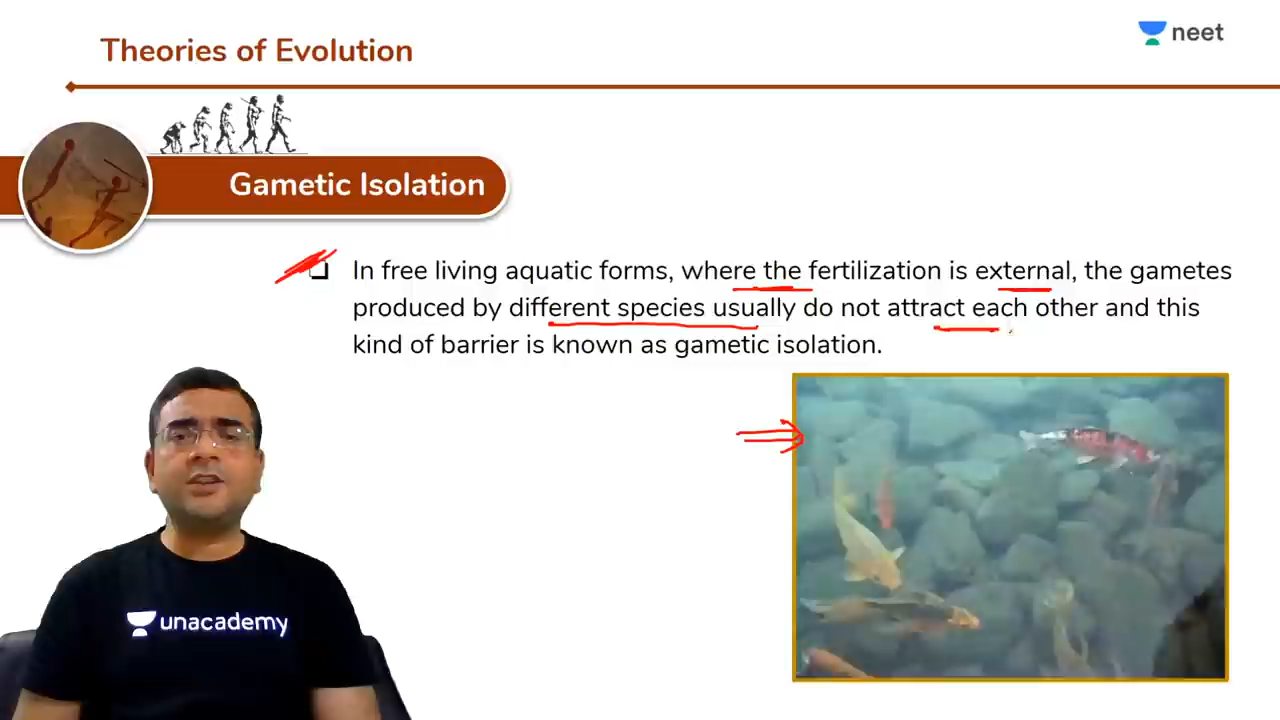 Theories of Evolution
neet
Gametic Isolation
In free living aquatic forms, where the fertilization is external, the gametes
produced by different species usually do not attract each other and this
kind of barrier is known as gametic isolation.
unacademy